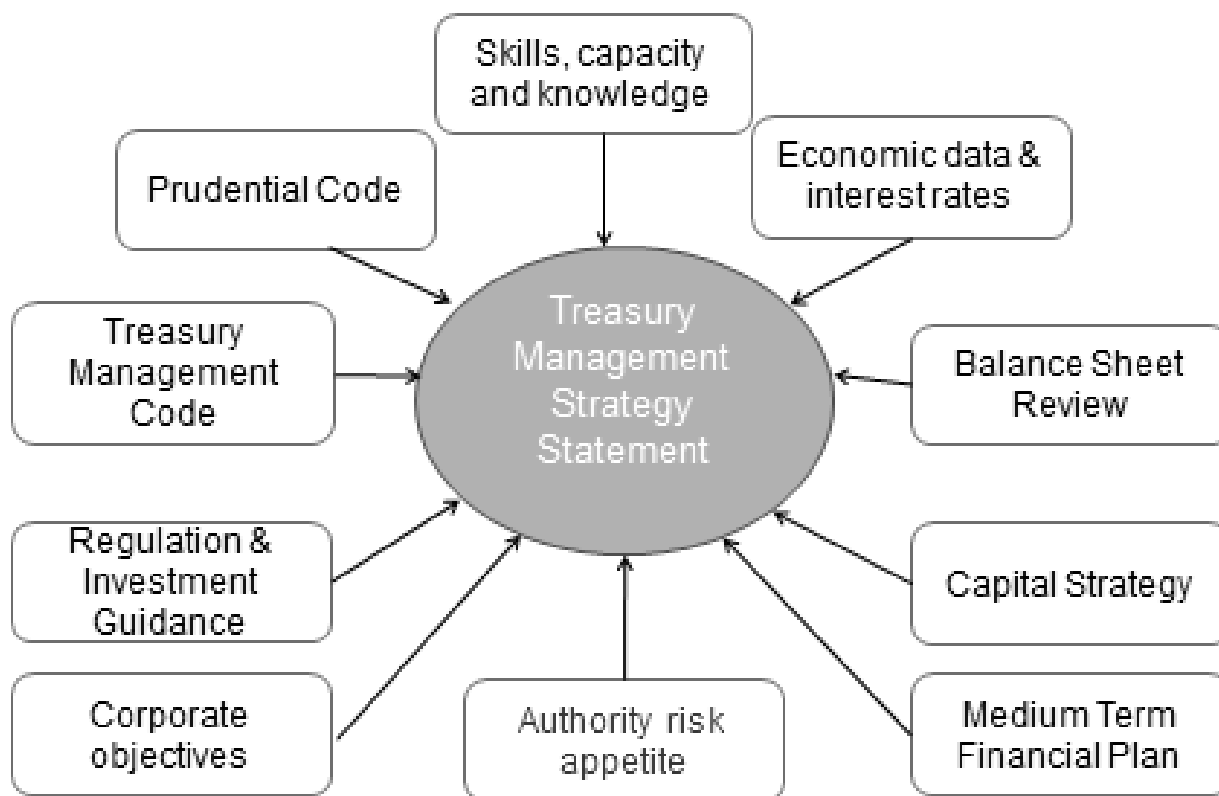 Skills, capacity
and knowledge
Prudential Code
Economic data &
interest rates
Treasury
Management
Code
Treasury
Management
Strategy
Statement
Balance Sheet
Review
Regulation &
Investment
Guidance
Capital Strategy
Corporate
objectives
Authority risk
appetite
Medium Term
Financial Plan